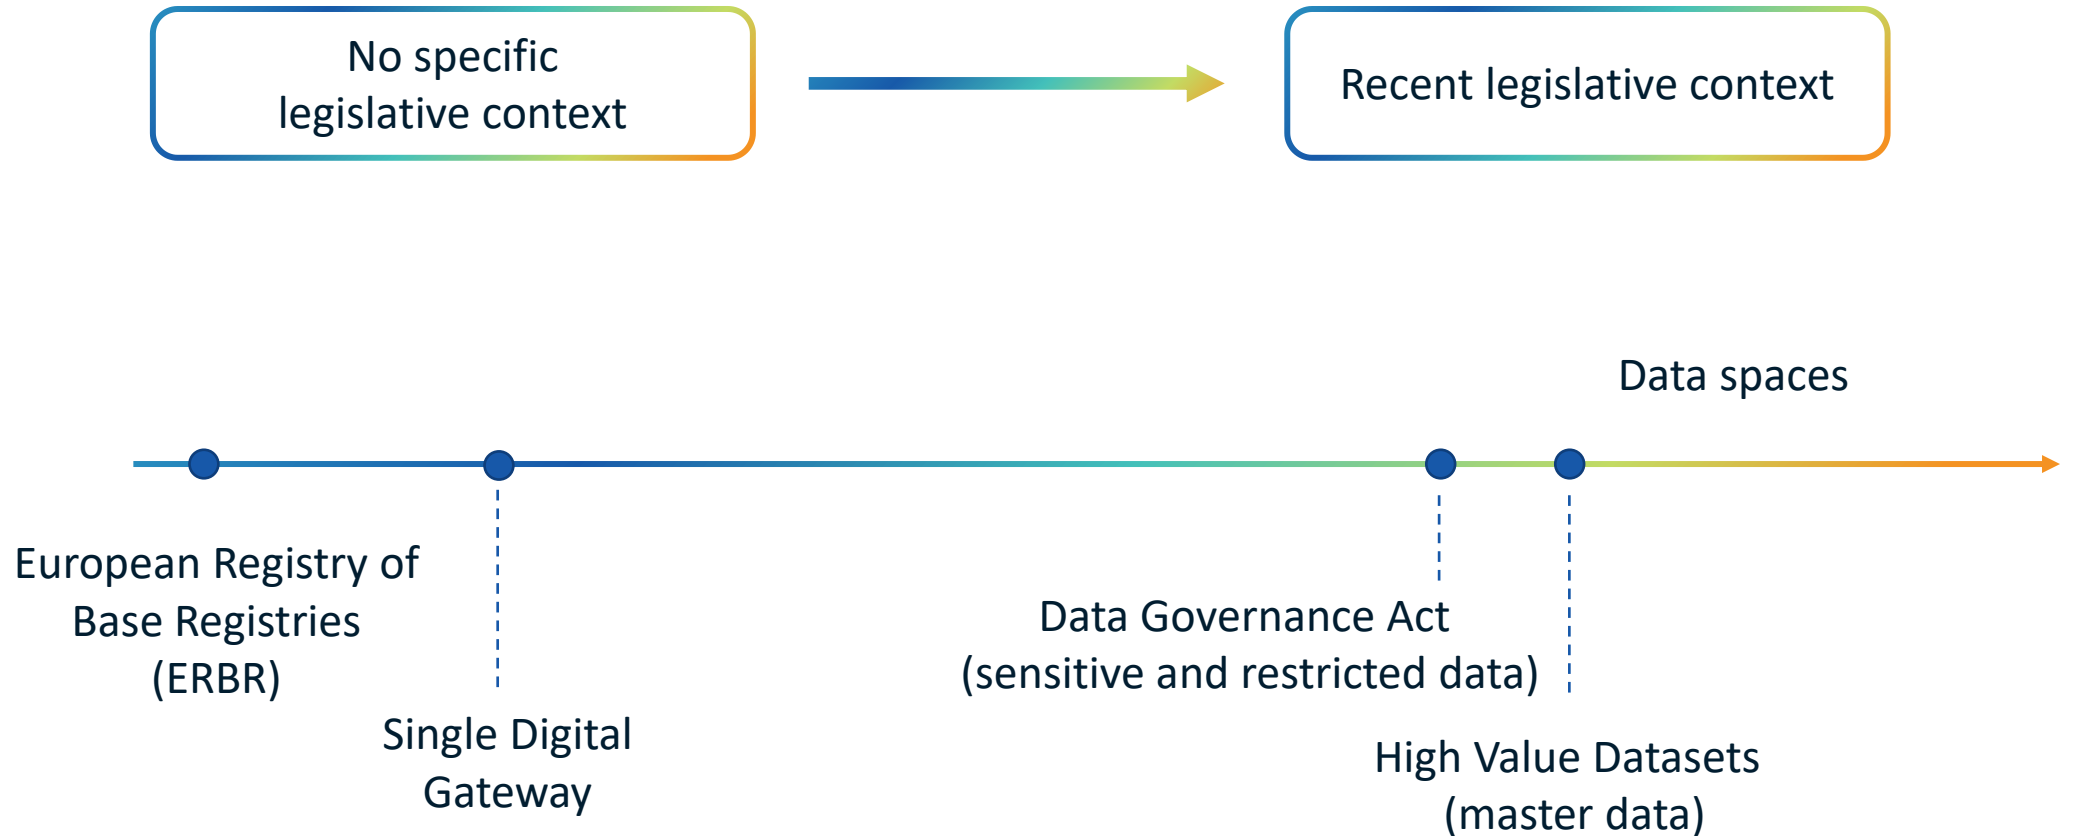 No specific
legislative context
Recent legislative context
Data spaces
European Registry of
Base Registries
(ERBR)
Single Digital
Gateway
Data Governance Act
(sensitive and restricted data)
High Value Datasets
(master data)